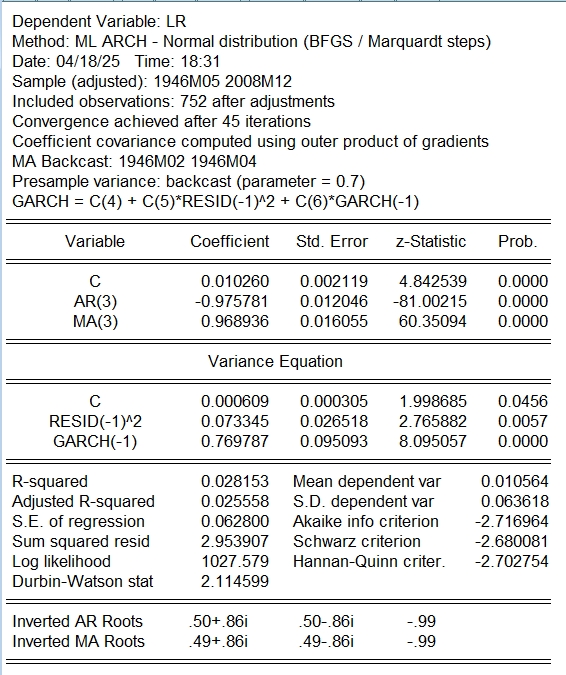 Dependent Variable: LR
Method: ML ARCH - Normal distribution (BFGS / Marquardt steps)
Date: 04/18/25 Time: 18:31
Sample (adjusted): 1946M05 2008M12
Included observations: 752 after adjustments
Convergence achieved after 45 iterations
Coefficient covariance computed using outer product of gradients
MA Backcast: 1946M02 1946M04
Presample variance: backcast (parameter = 0.7)
GARCH = C(4) + C(5)*RESID(-1)^2 + C(6)*GARCH(-1)
Variable Coefficient Std. Error z-Statistic Prob.
C 0.010260 0.002119 4.842539 0.0000
AR(3) -0.975781 0.012046 -81.00215 0.0000
MA(3) 0.968936 0.016055 60.35094 0.0000
Variance Equation
C 0.000609 0.000305 1.998685 0.0456
RESID(-1)^2 0.073345 0.026518 2.765882 0.0057
GARCH(-1) 0.769787 0.095093 8.095057 0.0000
R-squared 0.028153 Mean dependent var 0.010564
Adjusted R-squared 0.025558 S.D. dependent var 0.063618
S.E. of regression 0.062800 Akaike info criterion -2.716964
Sum squared resid 2.953907 Schwarz criterion -2.680081
Log likelihood 1027.579 Hannan-Quinn criter. -2.702754
Durbin-Watson stat 2.114599
Inverted AR Roots .50+.86i .50-.86i -.99
Inverted MA Roots .49+.86i .49-.86i -.99